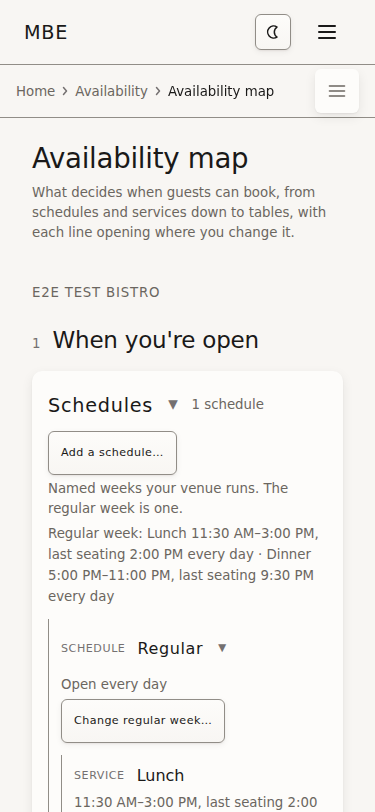 MBE
Home > Availability > Availability map
Availability map
What decides when guests can book, from
schedules and services down to tables, with
each line opening where you change it.
E2E TEST BISTRO
1 When you're open
Schedules ▼ 1 schedule
Add a schedule…
Named weeks your venue runs. The
regular week is one.
Regular week: Lunch 11:30 AM–3:00 PM,
last seating 2:00 PM every day · Dinner
5:00 PM–11:00 PM, last seating 9:30 PM
every day
SCHEDULE Regular ▼
Open every day
Change regular week…
SERVICE Lunch
11:30 AM–3:00 PM, last seating 2:00